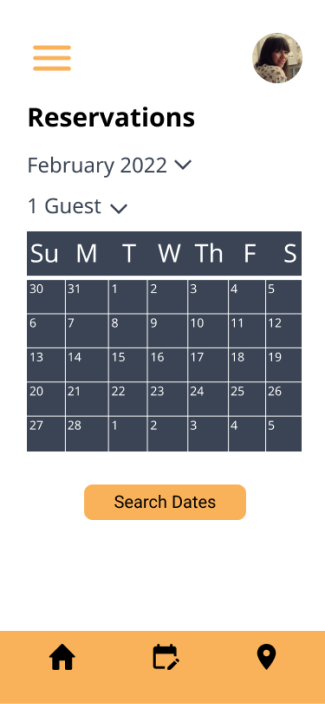 Reservations
February 2022
1 Guest
Su M T W Th F S
30 31 1 2 3 4 5
6 7 8 9 10 11 12
13 14 15 16 17 18 19
20 21 22 23 24 25 26
27 28 1 2 3 4 5
Search Dates